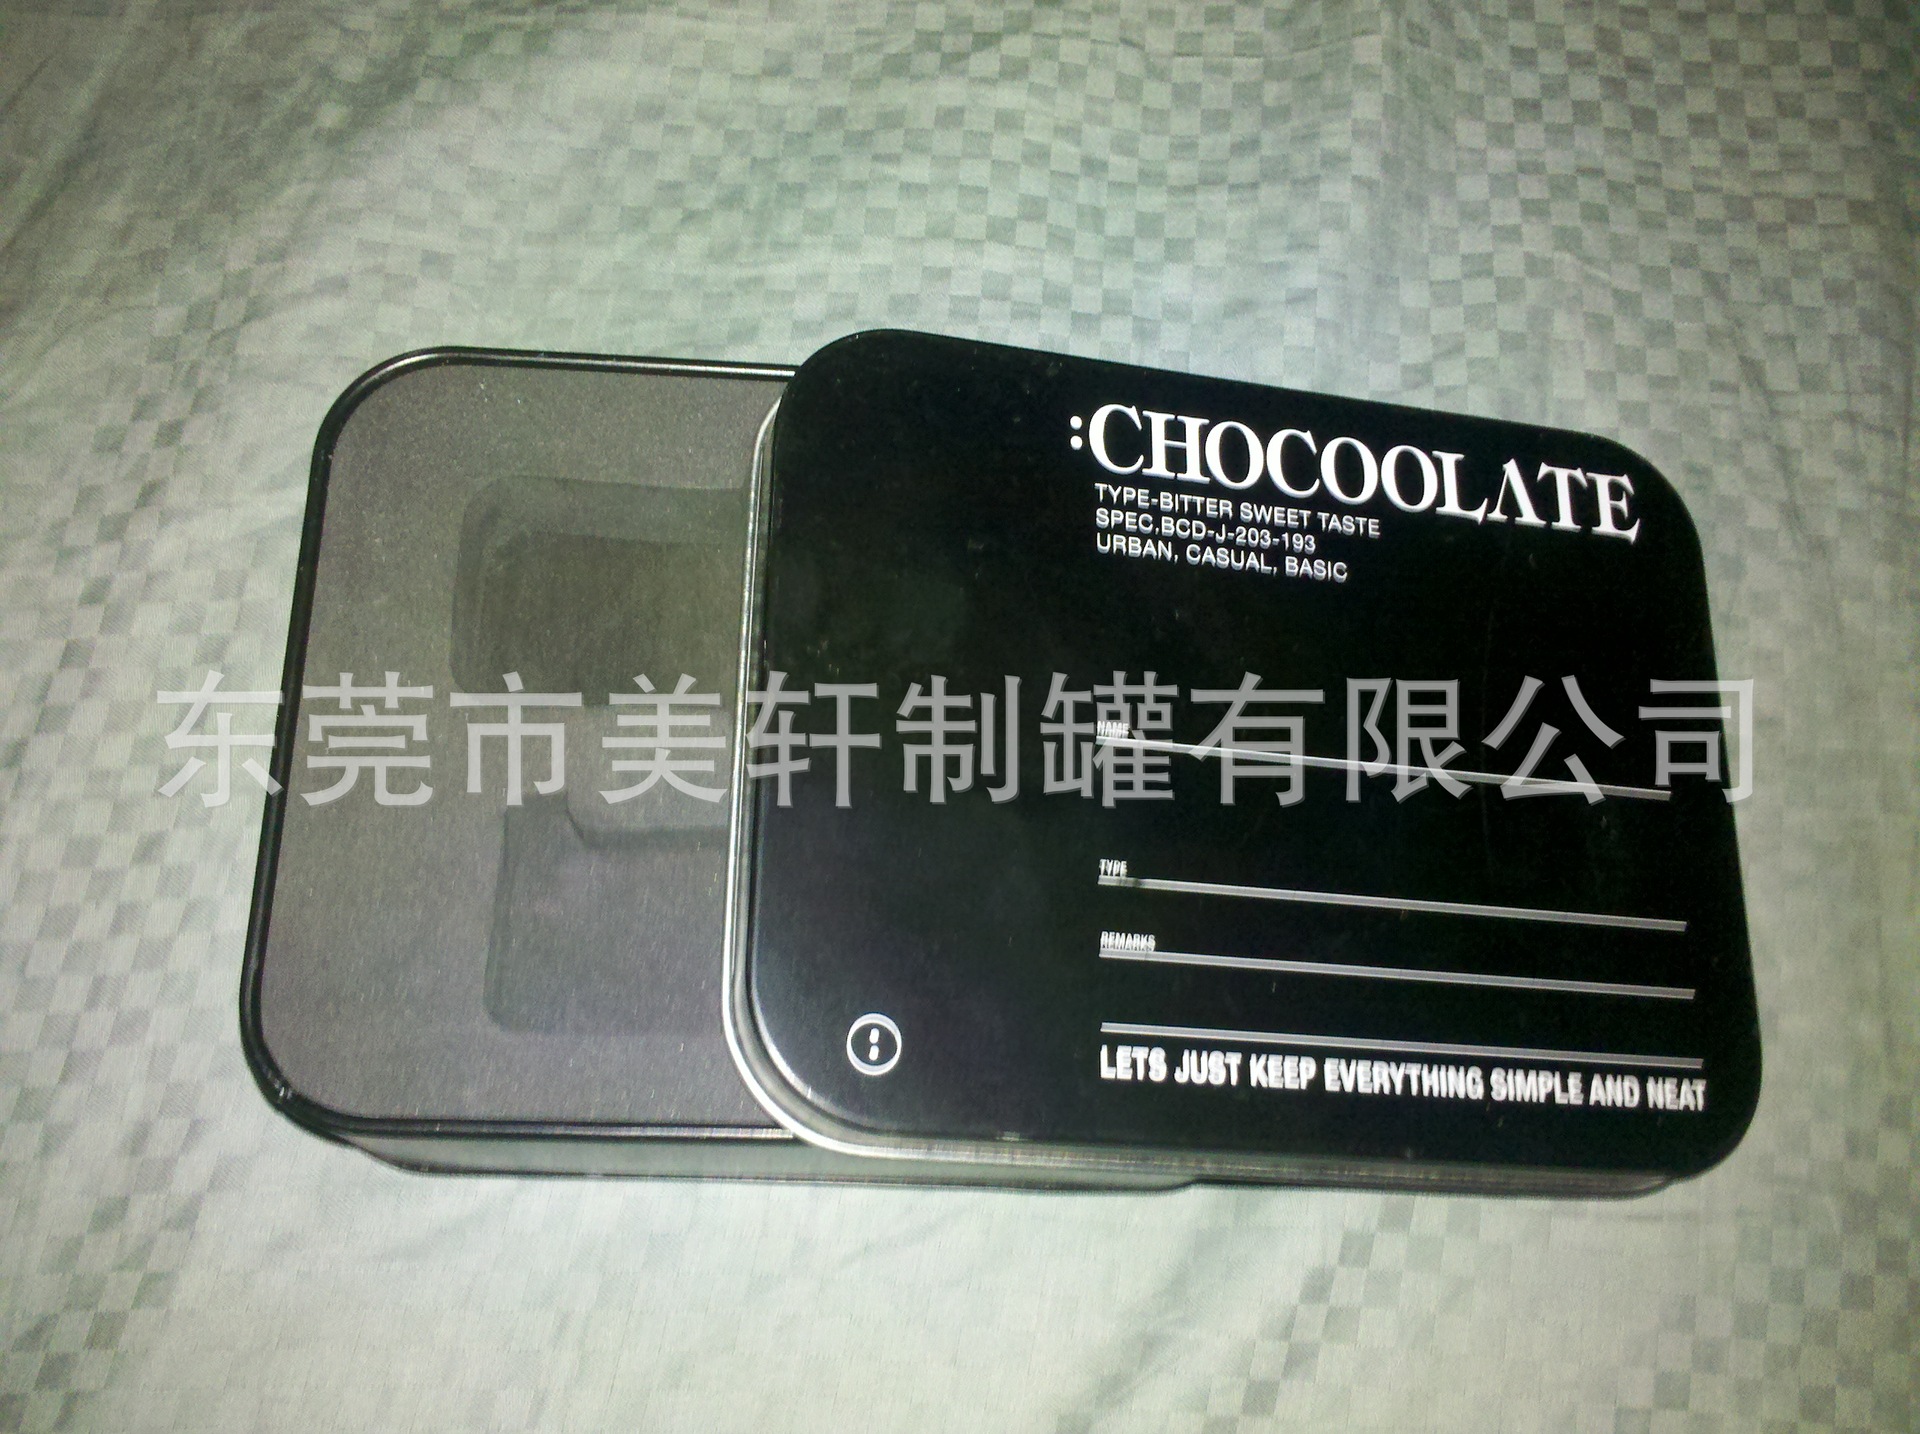 :CHOCOOLATE
TYPE-BITTER SWEET TASTE
SPEC.BCD-J-203-193
URBAN, CASUAL, BASIC
东莞市美轩制罐有限公司
NAME
TYPE
REMARKS
LETS JUST KEEP EVERYTHING SIMPLE AND NEAT